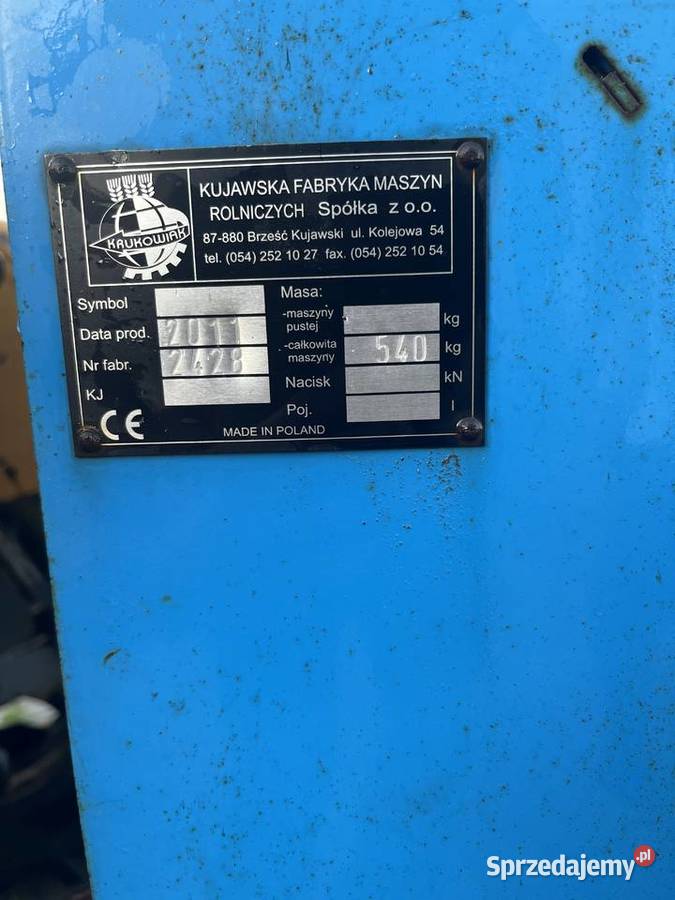 KRUKOWIAK
KUJAWSKA FABRYKA MASZYN
ROLNICZYCH Spółka z o.o.
87-880 Brześć Kujawski ul. Kolejowa 54
tel. (054) 252 10 27 fax. (054) 252 10 54
Symbol
Data prod. 2011
Nr fabr. 2428
KJ
CE
Masa:
-maszyny pustej kg
-całkowita maszyny 540 kg
Nacisk kN
Poj. l
MADE IN POLAND
Sprzedajemy.pl